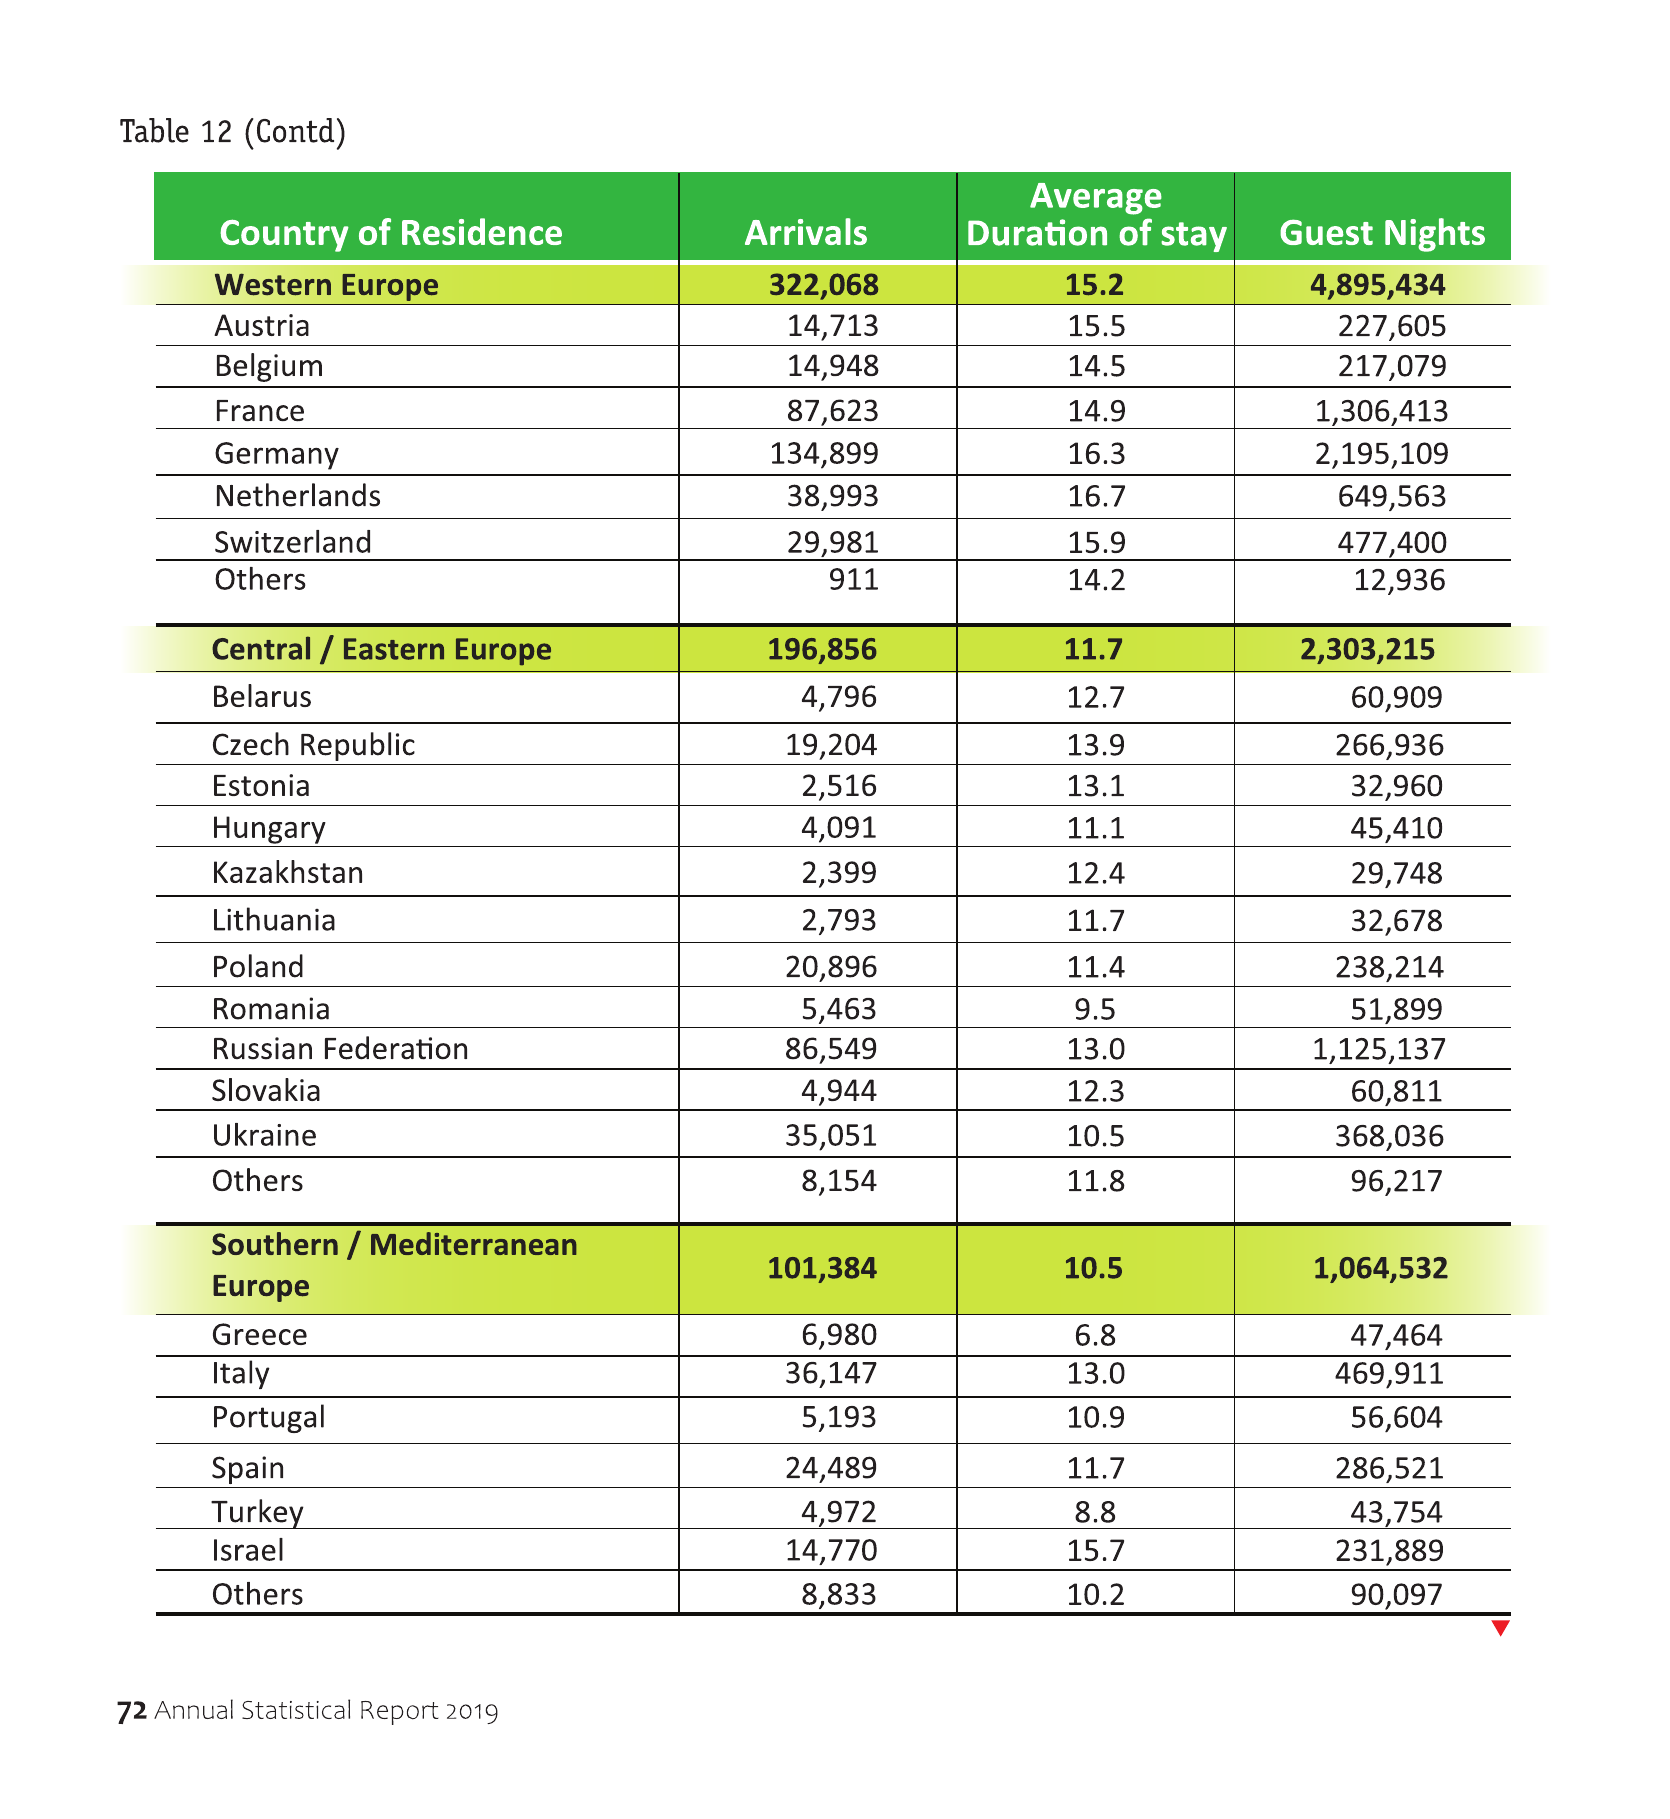 Table 12 (Contd)
Country of Residence Arrivals Average Duration of stay Guest Nights
Western Europe 322,068 15.2 4,895,434
Austria 14,713 15.5 227,605
Belgium 14,948 14.5 217,079
France 87,623 14.9 1,306,413
Germany 134,899 16.3 2,195,109
Netherlands 38,993 16.7 649,563
Switzerland 29,981 15.9 477,400
Others 911 14.2 12,936
Central / Eastern Europe 196,856 11.7 2,303,215
Belarus 4,796 12.7 60,909
Czech Republic 19,204 13.9 266,936
Estonia 2,516 13.1 32,960
Hungary 4,091 11.1 45,410
Kazakhstan 2,399 12.4 29,748
Lithuania 2,793 11.7 32,678
Poland 20,896 11.4 238,214
Romania 5,463 9.5 51,899
Russian Federation 86,549 13.0 1,125,137
Slovakia 4,944 12.3 60,811
Ukraine 35,051 10.5 368,036
Others 8,154 11.8 96,217
Southern / Mediterranean Europe 101,384 10.5 1,064,532
Greece 6,980 6.8 47,464
Italy 36,147 13.0 469,911
Portugal 5,193 10.9 56,604
Spain 24,489 11.7 286,521
Turkey 4,972 8.8 43,754
Israel 14,770 15.7 231,889
Others 8,833 10.2 90,097
72 Annual Statistical Report 2019